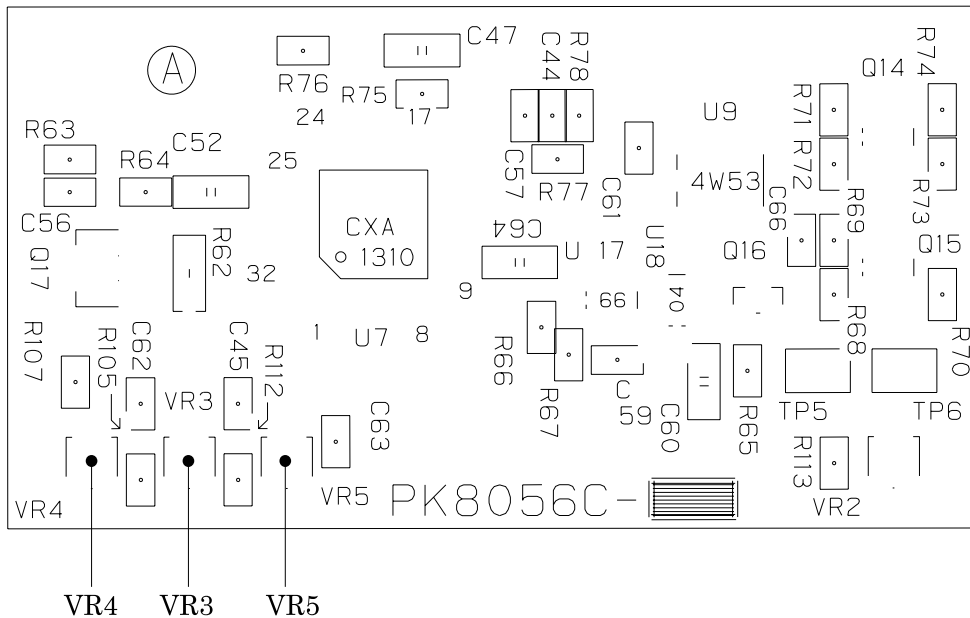 A
R76
C47
R75
24
17
C44
R78
U9
R71
Q14
R74
R63
C52
R64
25
C57
R77
C61
4W53
R72
C56
Q17
R62
32
CXA
1310
C64
U 17
U18
C66
Q16
R69
R73
Q15
9
66
04
1
U7
8
R107
R105
C62
C45
R112
VR3
C63
R66
R67
C
59
C60
R65
R68
R70
TP5
TP6
R113
VR4
VR5
PK8056C-
VR2
VR4 VR3 VR5